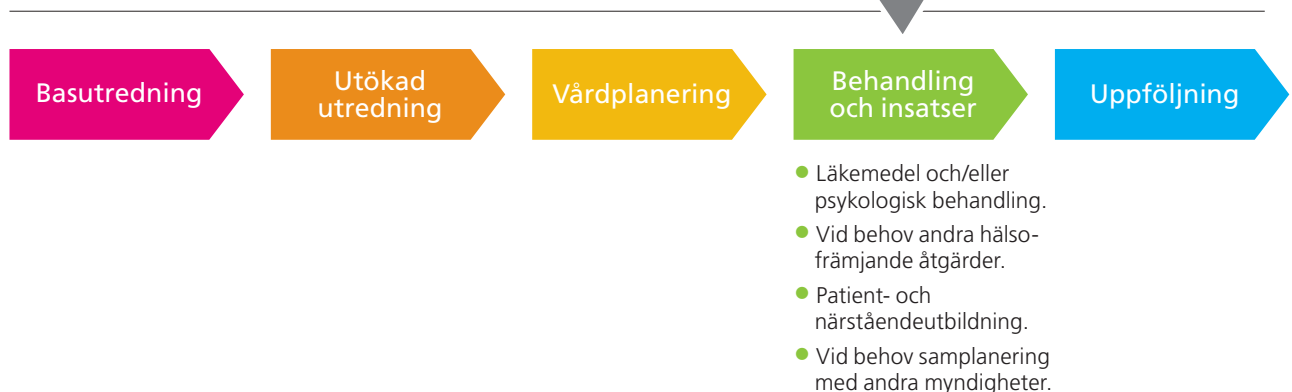 Basutredning
Utökad
utredning
Vårdplanering
Behandling
och insatser
Uppföljning
Läkemedel och/eller
psykologisk behandling.
Vid behov andra hälso-
främjande åtgärder.
Patient- och
närståendeutbildning.
Vid behov samplanering
med andra myndigheter.